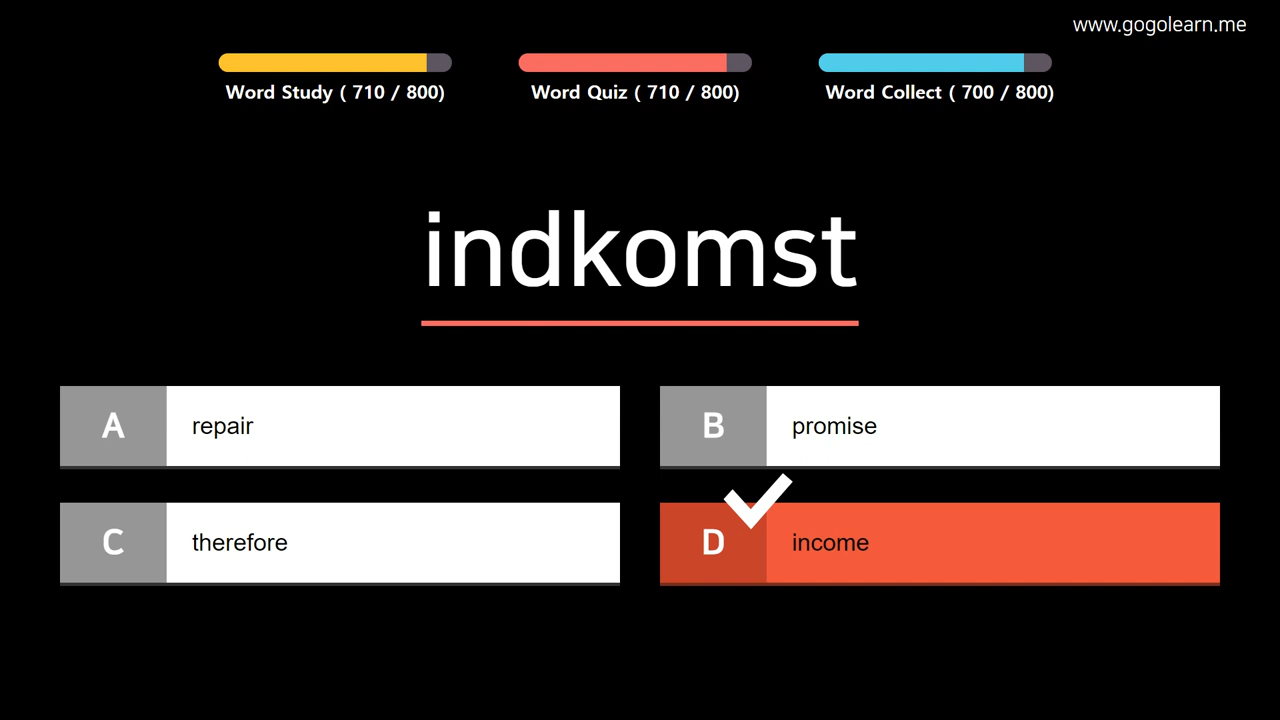 www.gogolearn.me
Word Study ( 710 / 800)
Word Quiz ( 710 / 800)
Word Collect ( 700 / 800)
indkomst
A repair
B promise
C therefore
D income